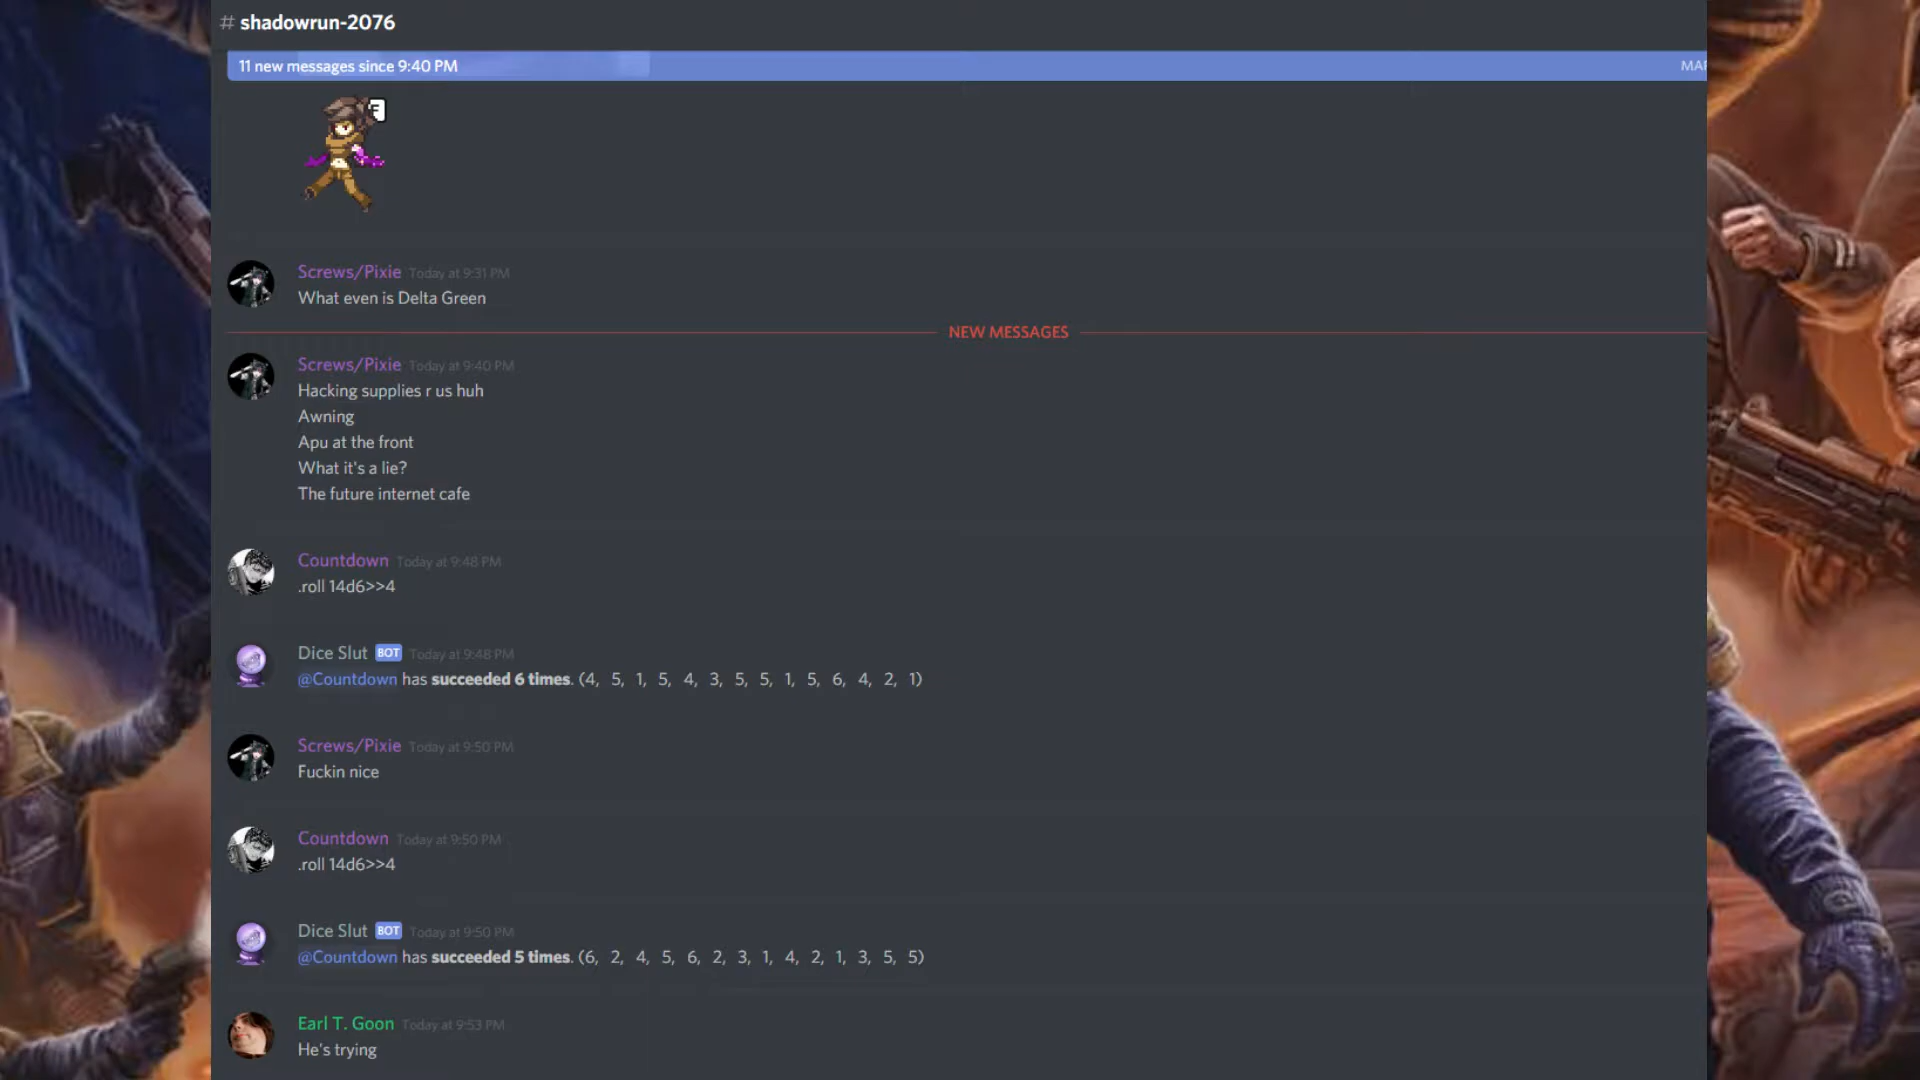 # shadowrun-2076
11 new messages since 9:40 PM
MAR
F
Screws/Pixie Today at 9:31 PM
What even is Delta Green
NEW MESSAGES
Screws/Pixie Today at 9:40 PM
Hacking supplies r us huh
Awning
Apu at the front
What it's a lie?
The future internet cafe
Countdown Today at 9:48 PM
.roll 14d6>>4
Dice Slut BOT Today at 9:48 PM
@Countdown has succeeded 6 times. (4, 5, 1, 5, 4, 3, 5, 5, 1, 5, 6, 4, 2, 1)
Screws/Pixie Today at 9:50 PM
Fuckin nice
Countdown Today at 9:50 PM
.roll 14d6>>4
Dice Slut BOT Today at 9:50 PM
@Countdown has succeeded 5 times. (6, 2, 4, 5, 6, 2, 3, 1, 4, 2, 1, 3, 5, 5)
Earl T. Goon Today at 9:53 PM
He's trying